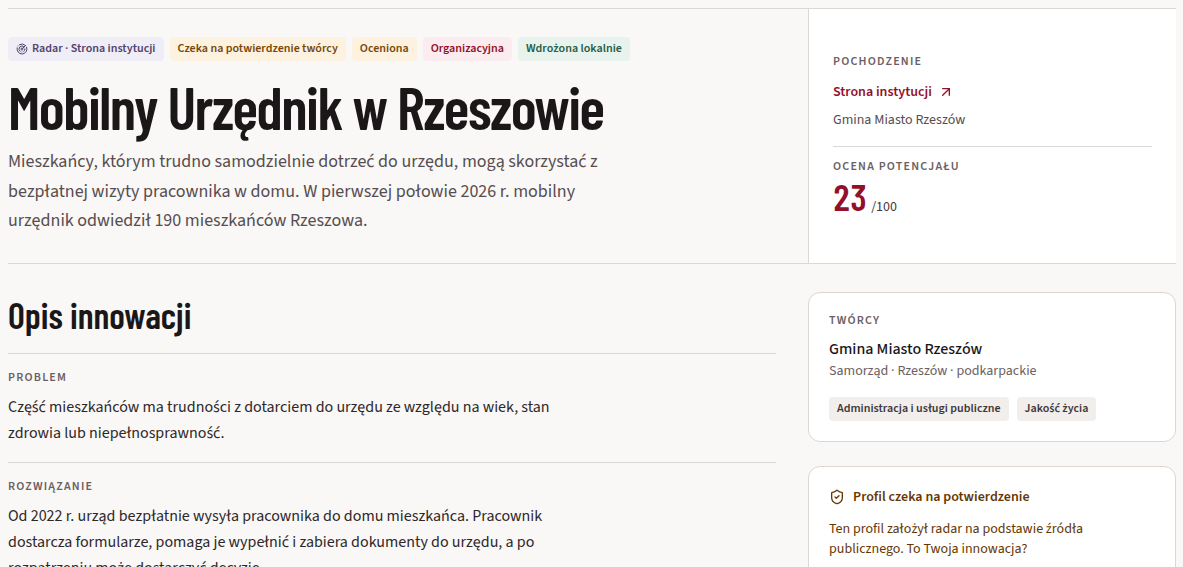 Radar · Strona instytucji
Czeka na potwierdzenie twórcy
Oceniona
Organizacyjna
Wdrożona lokalnie
Mobilny Urzędnik w Rzeszowie
Mieszkańcy, którym trudno samodzielnie dotrzeć do urzędu, mogą skorzystać z
bezpłatnej wizyty pracownika w domu. W pierwszej połowie 2026 r. mobilny
urzędnik odwiedził 190 mieszkańców Rzeszowa.
POCHODZENIE
Strona instytucji
Gmina Miasto Rzeszów
OCENA POTENCJAŁU
23 /100
Opis innowacji
PROBLEM
Część mieszkańców ma trudności z dotarciem do urzędu ze względu na wiek, stan
zdrowia lub niepełnosprawność.
ROZWIĄZANIE
Od 2022 r. urząd bezpłatnie wysyła pracownika do domu mieszkańca. Pracownik
dostarcza formularze, pomaga je wypełnić i zabiera dokumenty do urzędu, a po
rozpatrzeniu może dostarczyć decyzję.
TWÓRCY
Gmina Miasto Rzeszów
Samorząd · Rzeszów · podkarpackie
Administracja i usługi publiczne
Jakość życia
Profil czeka na potwierdzenie
Ten profil założył radar na podstawie źródła
publicznego. To Twoja innowacja?